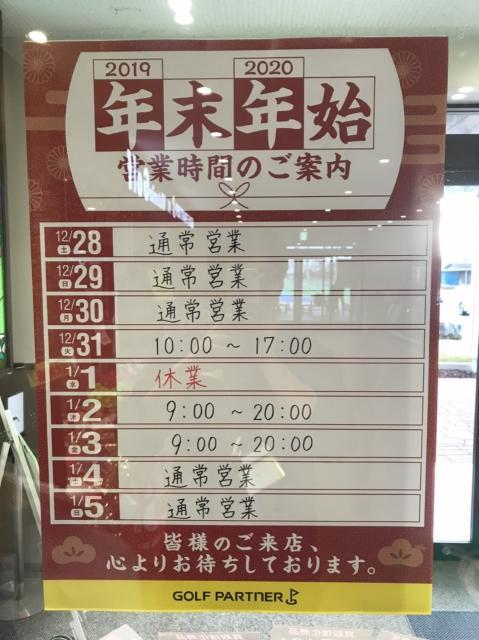 2019 2020
年末年始
営業時間のご案内
12/28 土 通常営業
12/29 日 通常営業
12/30 月 通常営業
12/31 火 10:00 ~ 17:00
1/1 水 休業
1/2 木 9:00 ~ 20:00
1/3 金 9:00 ~ 20:00
1/4 土 通常営業
1/5 日 通常営業
皆様のご来店、
心よりお待ちしております。
GOLF PARTNER